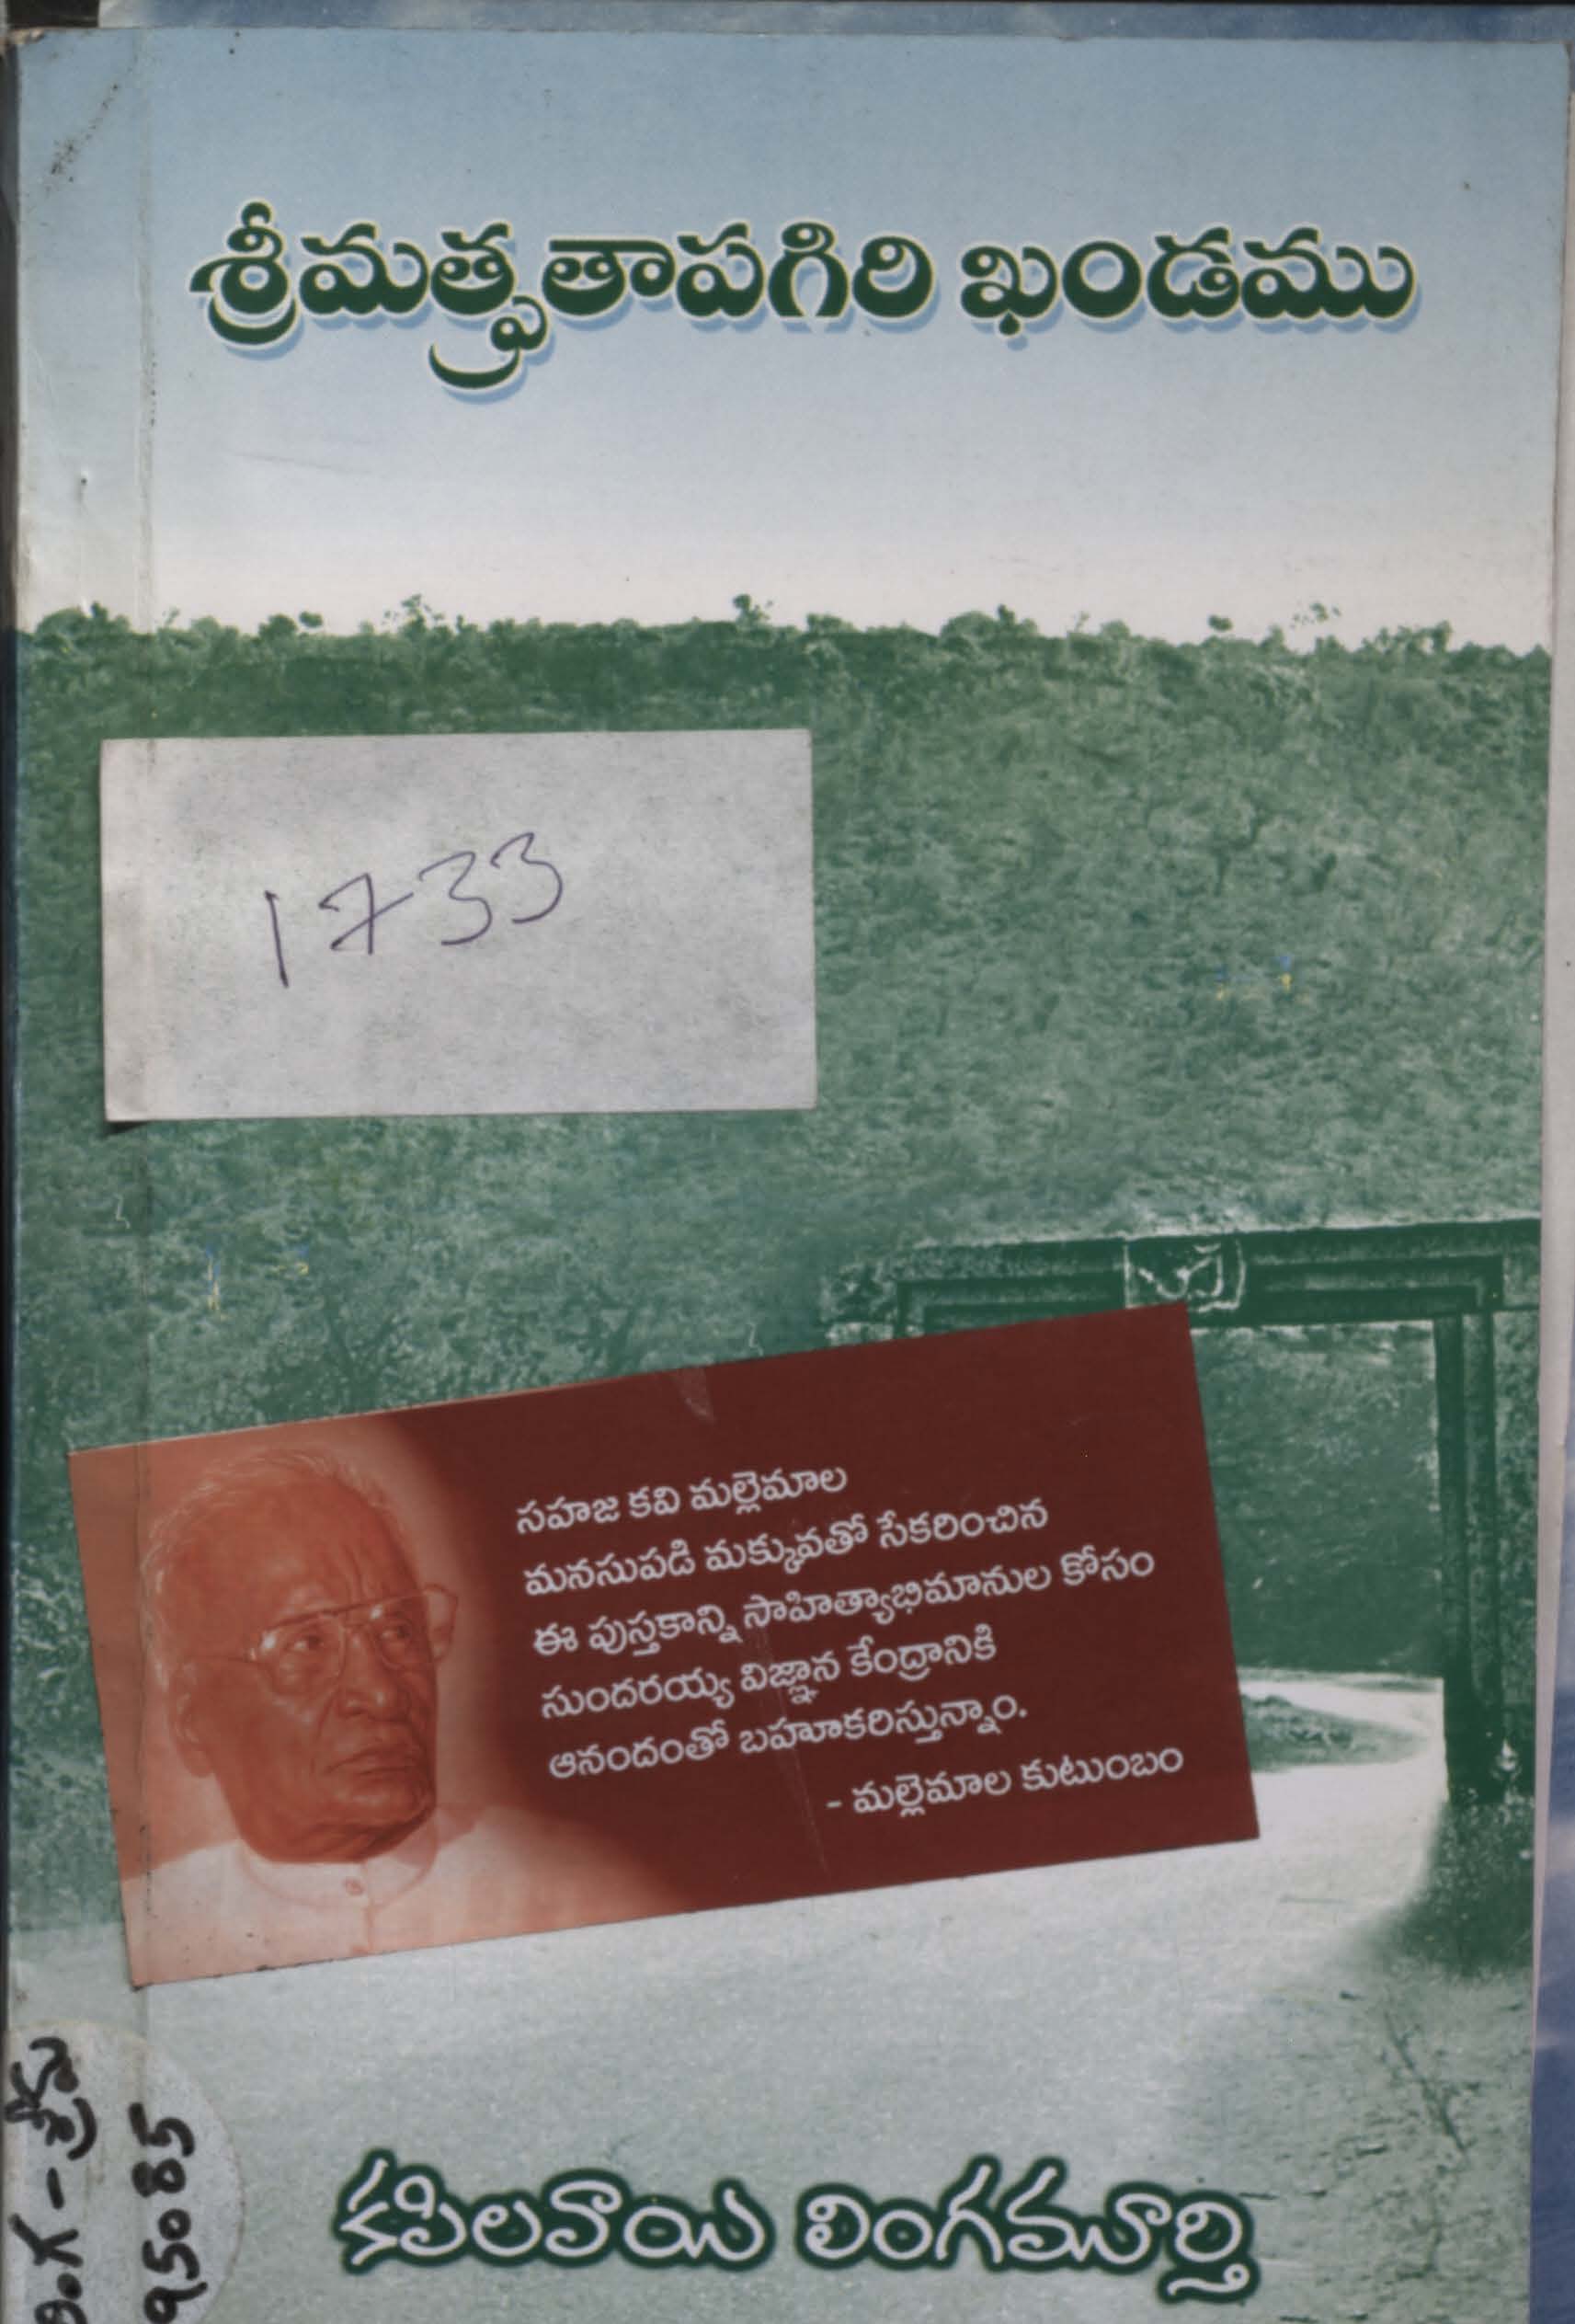 శ్రీమత్ప్రతాపగిరి ఖండము
1733
సహజ కవి మల్లెమాల
మనసుపడి మక్కువతో సేకరించిన
ఈ పుస్తకాన్ని సాహిత్యాభిమానుల కోసం
సుందరయ్య విజ్ఞాన కేంద్రానికి
ఆనందంతో బహూకరిస్తున్నాం.
- మల్లెమాల కుటుంబం
95085
కపిలవాయి లింగమూర్తి